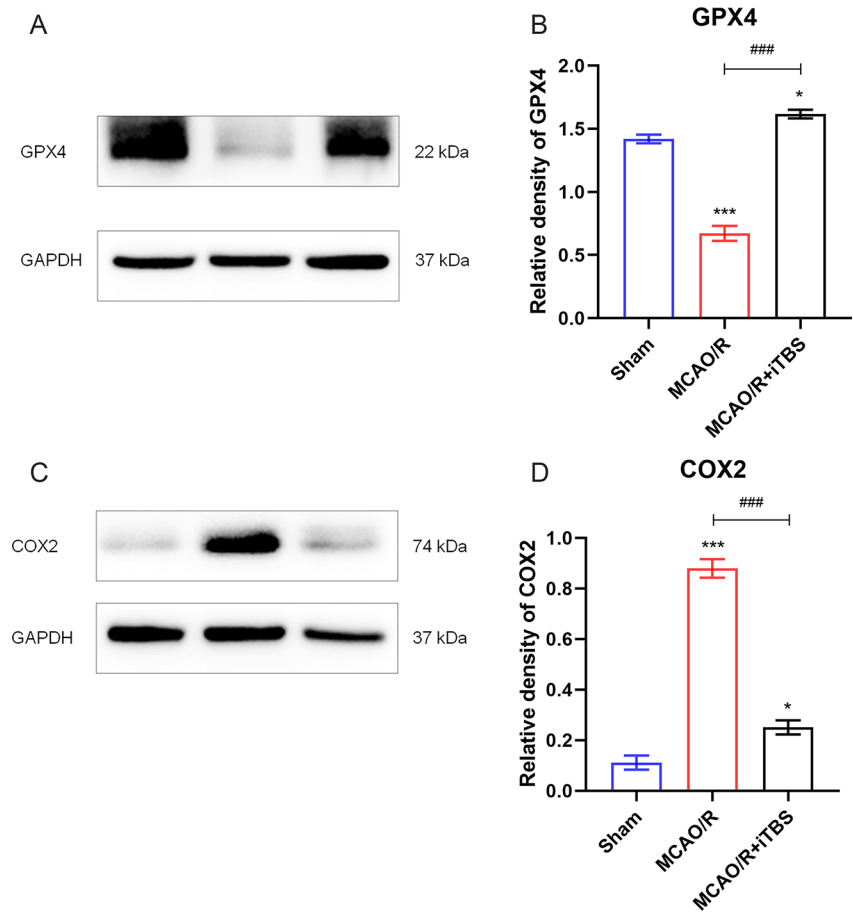 A
GPX4
22 kDa
GAPDH
37 kDa
B
GPX4
###
*
***
Relative density of GPX4
2.0
1.5
1.0
0.5
0.0
Sham
MCAO/R
MCAO/R+iTBS
C
COX2
74 kDa
GAPDH
37 kDa
D
COX2
###
***
*
Relative density of COX2
1.0
0.8
0.6
0.4
0.2
0.0
Sham
MCAO/R
MCAO/R+iTBS